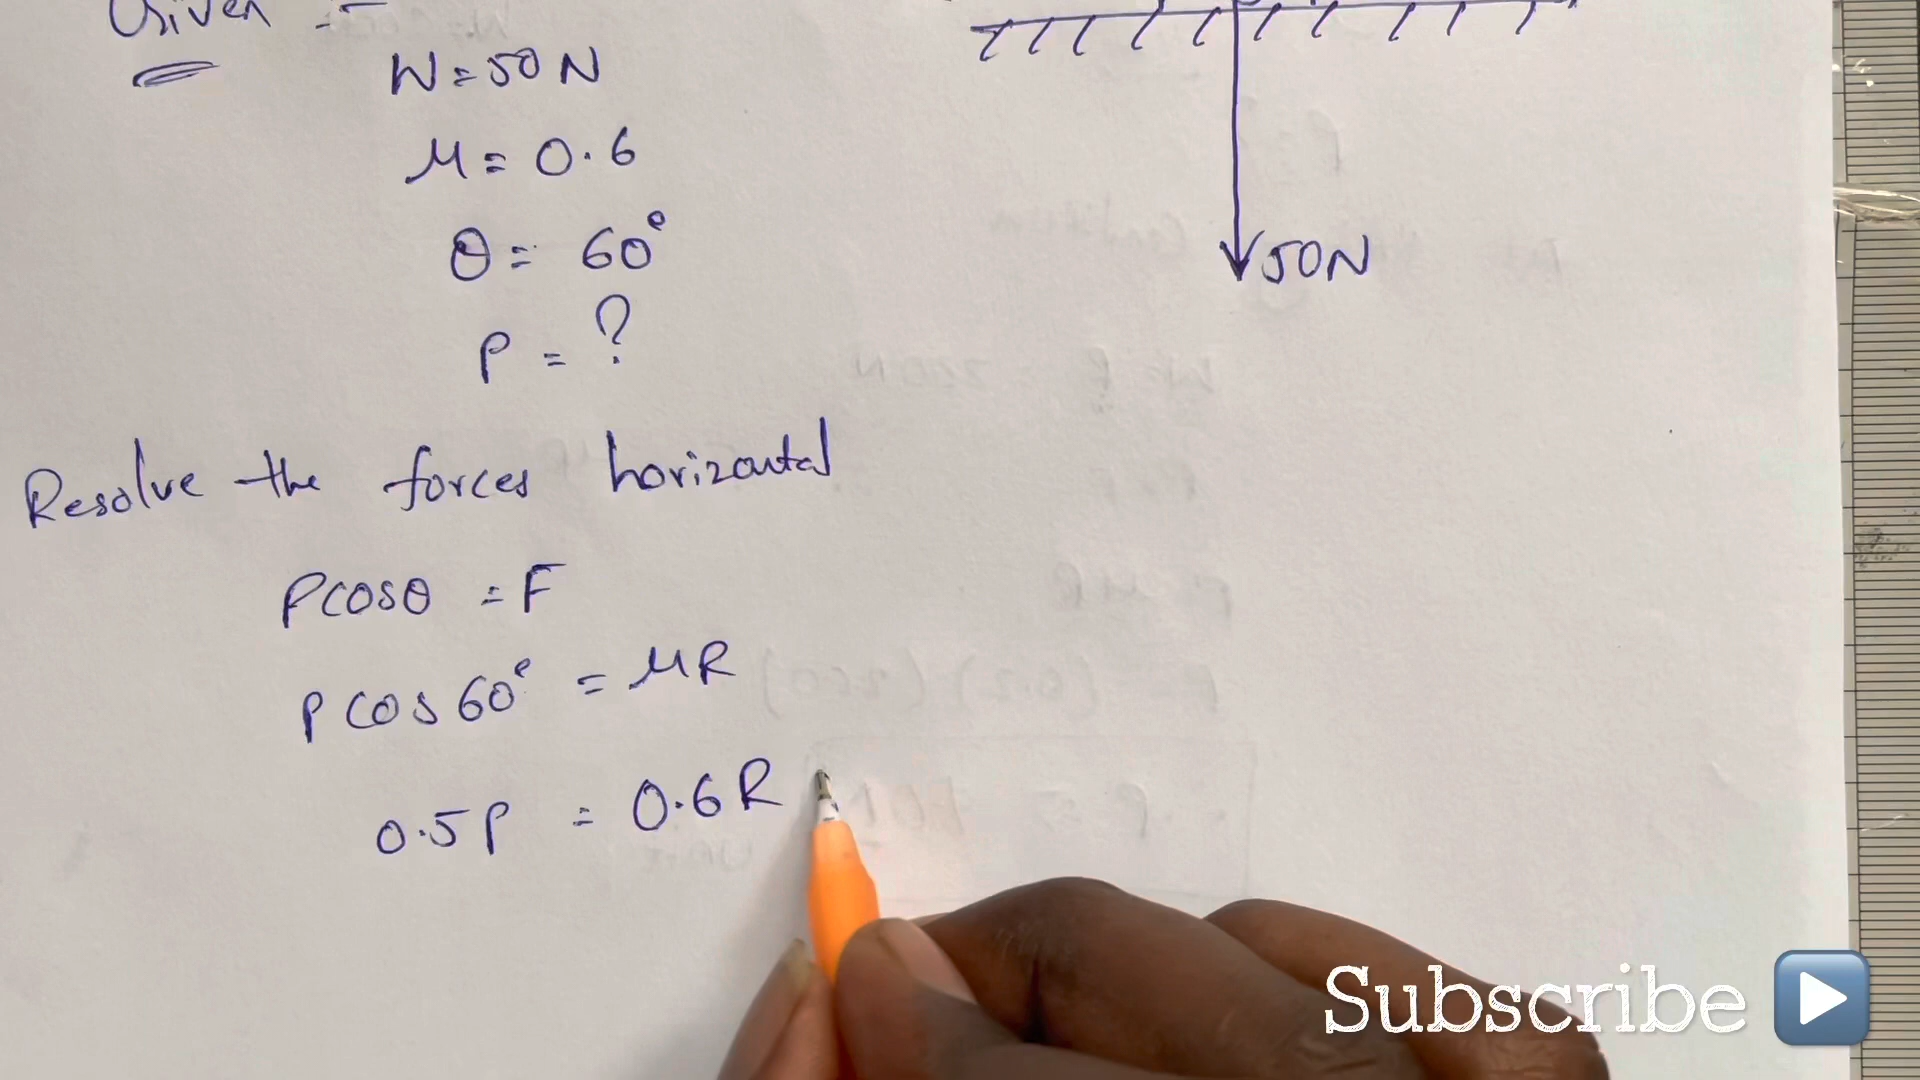 Given :-
W = 50 N
μ = 0.6
θ = 60°
P = ?
50N
Resolve the forces horizontal
Pcosθ = F
P cos 60° = μR
0.5P = 0.6R
Subscribe